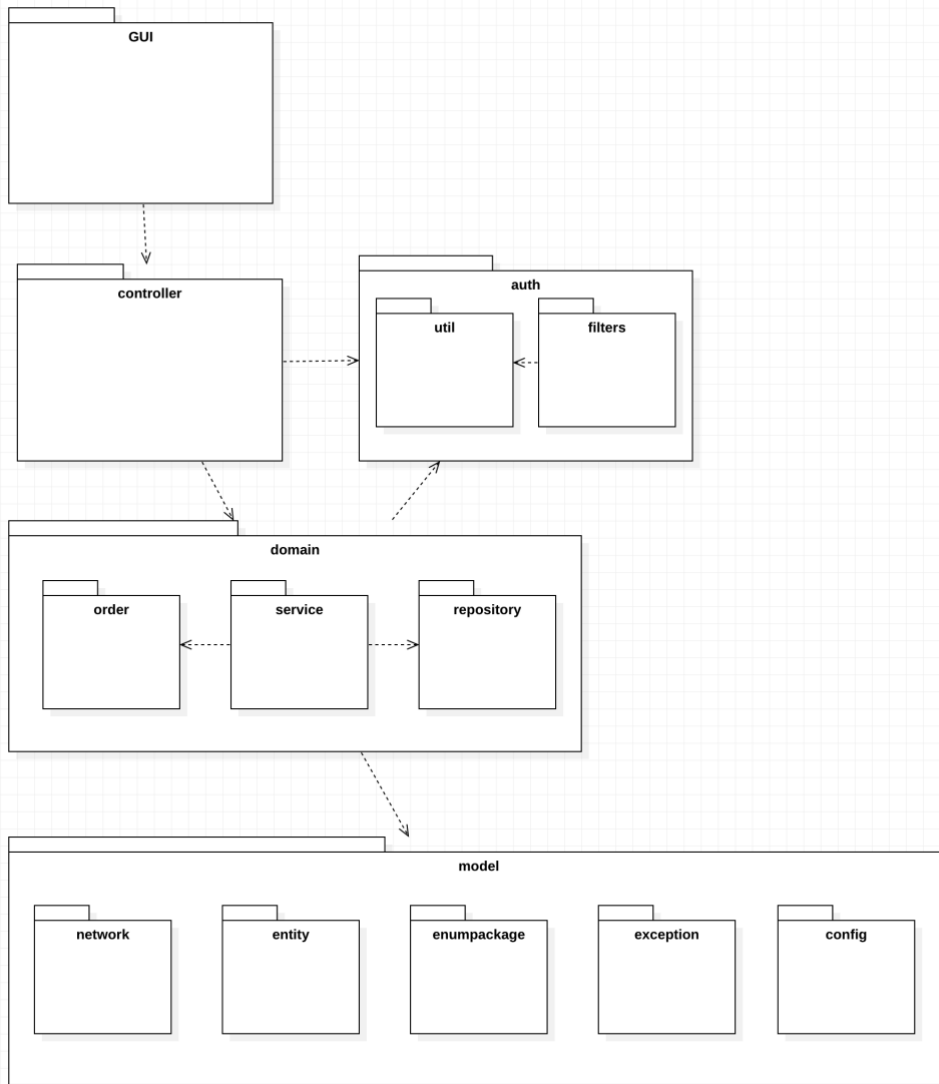 GUI
controller
auth
util
filters
domain
order
service
repository
model
network
entity
enumpackage
exception
config